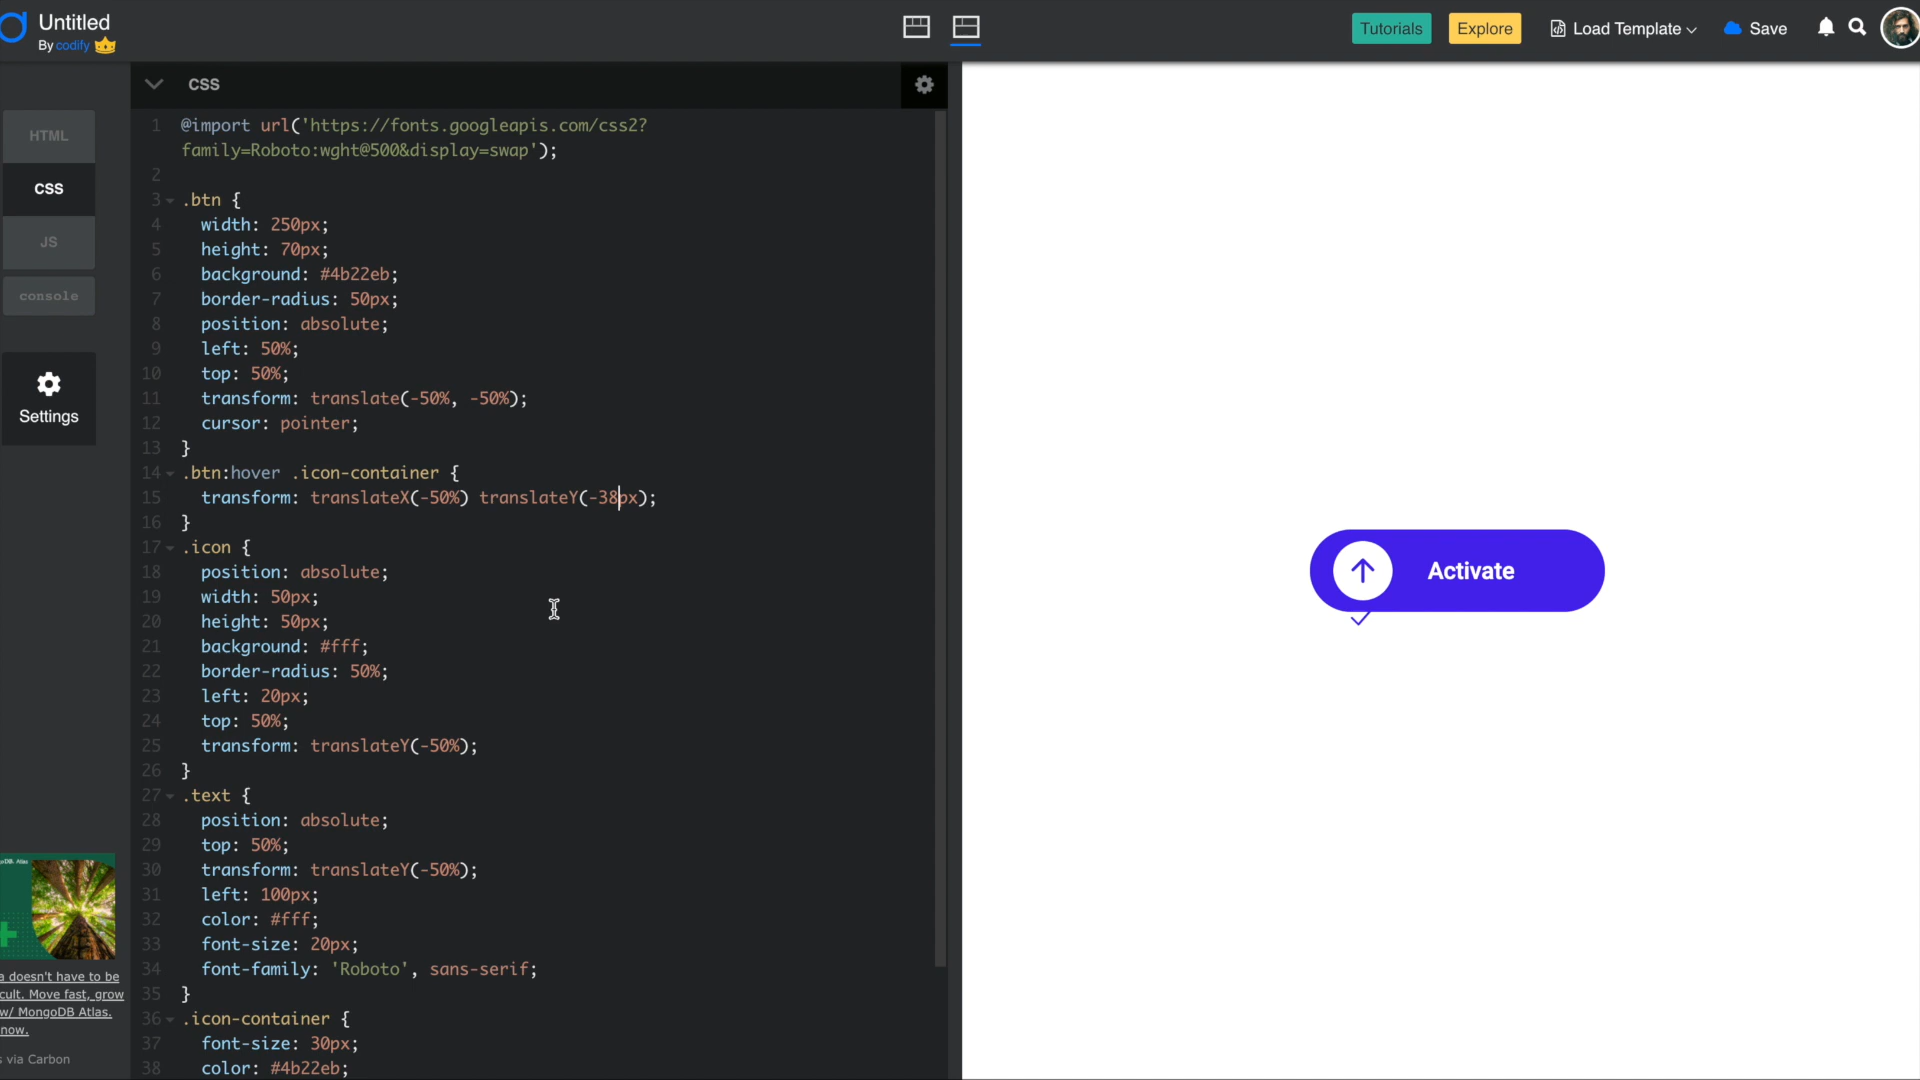 Untitled
By codify
Tutorials
Explore
Load Template
Save
HTML
CSS
JS
console
Settings
CSS
1 @import url('https://fonts.googleapis.com/css2?
family=Roboto:wght@500&display=swap');
2
3 .btn {
4 width: 250px;
5 height: 70px;
6 background: #4b22eb;
7 border-radius: 50px;
8 position: absolute;
9 left: 50%;
10 top: 50%;
11 transform: translate(-50%, -50%);
12 cursor: pointer;
13 }
14 .btn:hover .icon-container {
15 transform: translateX(-50%) translateY(-38px);
16 }
17 .icon {
18 position: absolute;
19 width: 50px;
20 height: 50px;
21 background: #fff;
22 border-radius: 50%;
23 left: 20px;
24 top: 50%;
25 transform: translateY(-50%);
26 }
27 .text {
28 position: absolute;
29 top: 50%;
30 transform: translateY(-50%);
31 left: 100px;
32 color: #fff;
33 font-size: 20px;
34 font-family: 'Roboto', sans-serif;
35 }
36 .icon-container {
37 font-size: 30px;
38 color: #4b22eb;
Activate
a doesn't have to be
cult. Move fast, grow
w/ MongoDB Atlas.
now.
s via Carbon